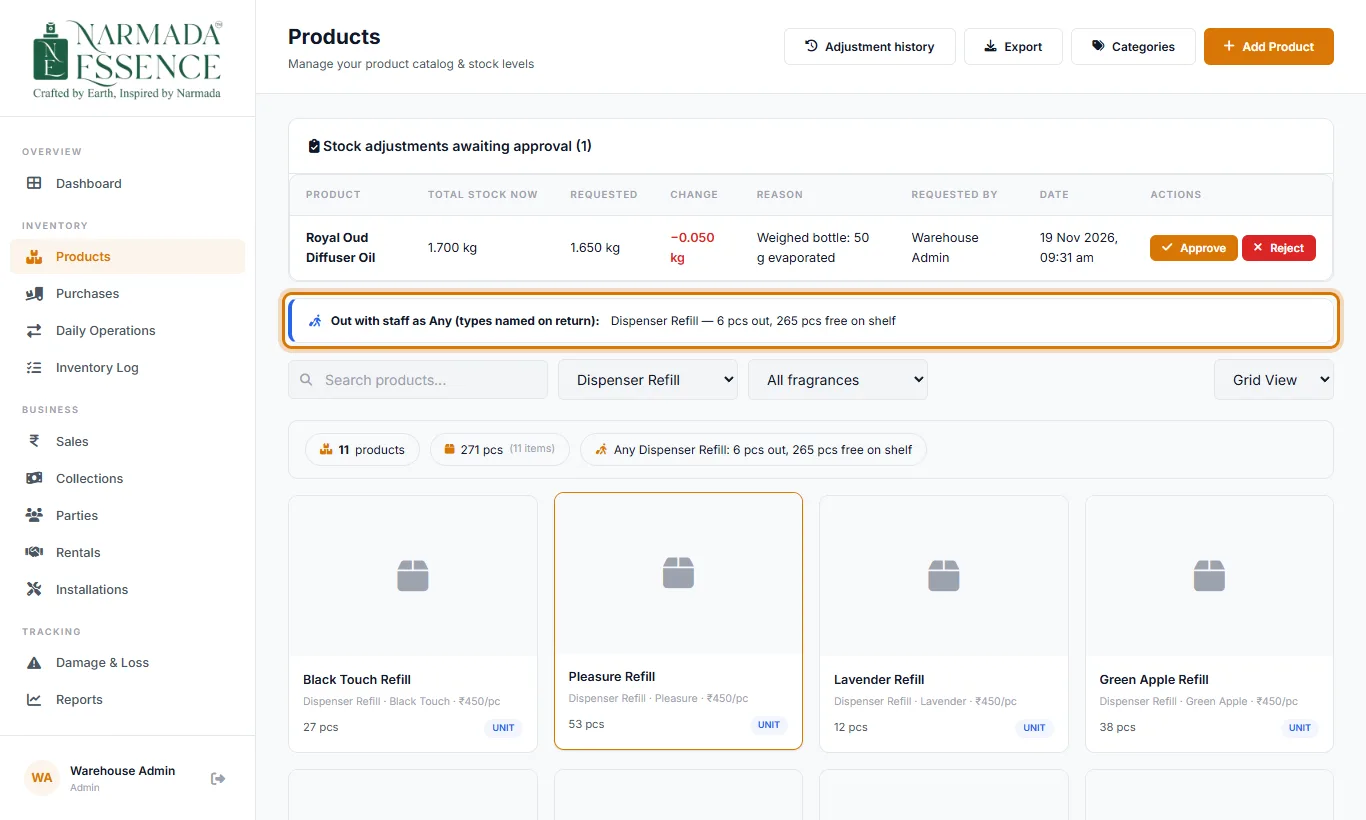 NARMADA
ESSENCE
Crafted by Earth, Inspired by Narmada
OVERVIEW
Dashboard
INVENTORY
Products
Purchases
Daily Operations
Inventory Log
BUSINESS
Sales
Collections
Parties
Rentals
Installations
TRACKING
Damage & Loss
Reports
WA
Warehouse Admin
Admin
Products
Manage your product catalog & stock levels
Adjustment history
Export
Categories
+ Add Product
Stock adjustments awaiting approval (1)
PRODUCT TOTAL STOCK NOW REQUESTED CHANGE REASON REQUESTED BY DATE ACTIONS
Royal Oud Diffuser Oil 1.700 kg 1.650 kg −0.050 kg Weighed bottle: 50 g evaporated Warehouse Admin 19 Nov 2026, 09:31 am Approve Reject
Out with staff as Any (types named on return): Dispenser Refill — 6 pcs out, 265 pcs free on shelf
Search products...
Dispenser Refill
All fragrances
Grid View
11 products
271 pcs (11 items)
Any Dispenser Refill: 6 pcs out, 265 pcs free on shelf
Black Touch Refill
Dispenser Refill · Black Touch · ₹450/pc
27 pcs UNIT
Pleasure Refill
Dispenser Refill · Pleasure · ₹450/pc
53 pcs UNIT
Lavender Refill
Dispenser Refill · Lavender · ₹450/pc
12 pcs UNIT
Green Apple Refill
Dispenser Refill · Green Apple · ₹450/pc
38 pcs UNIT